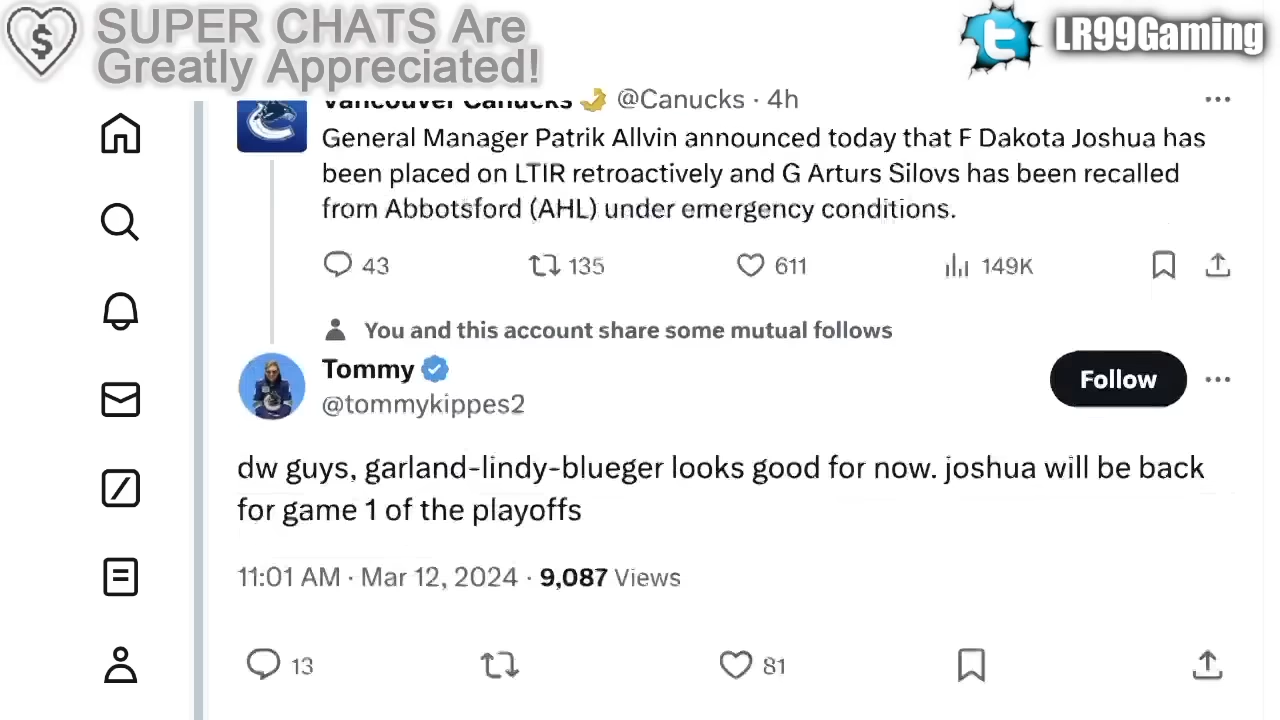 SUPER CHATS Are
Greatly Appreciated!
LR99Gaming
Vancouver Canucks @Canucks · 4h
General Manager Patrik Allvin announced today that F Dakota Joshua has
been placed on LTIR retroactively and G Arturs Silovs has been recalled
from Abbotsford (AHL) under emergency conditions.
43 135 611 149K
You and this account share some mutual follows
Tommy
@tommykippes2
Follow
dw guys, garland-lindy-blueger looks good for now. joshua will be back
for game 1 of the playoffs
11:01 AM · Mar 12, 2024 · 9,087 Views
13 81